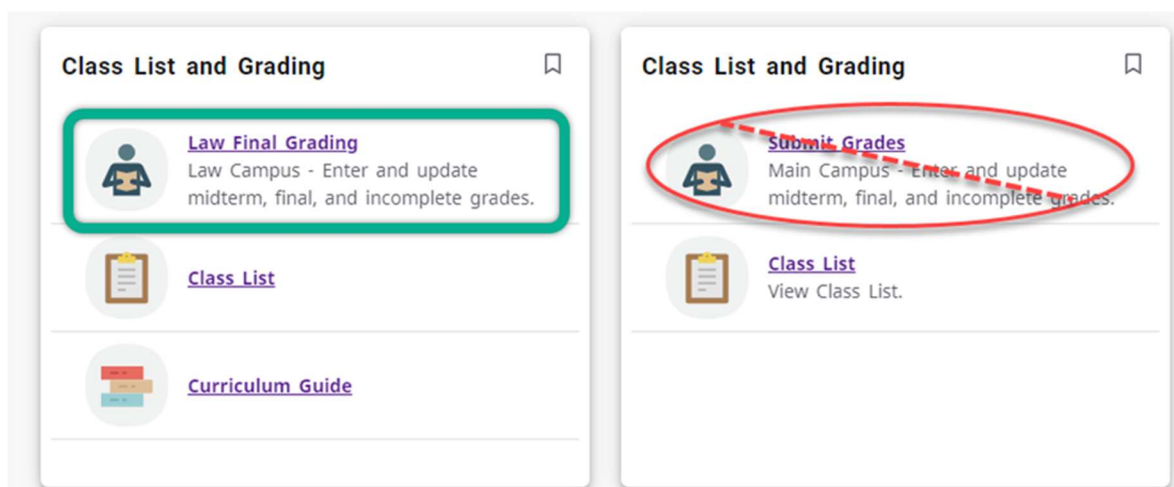 Class List and Grading
Law Final Grading
Law Campus - Enter and update
midterm, final, and incomplete grades.
Class List
Curriculum Guide
Class List and Grading
Submit Grades
Main Campus - Enter and update
midterm, final, and incomplete grades.
Class List
View Class List.